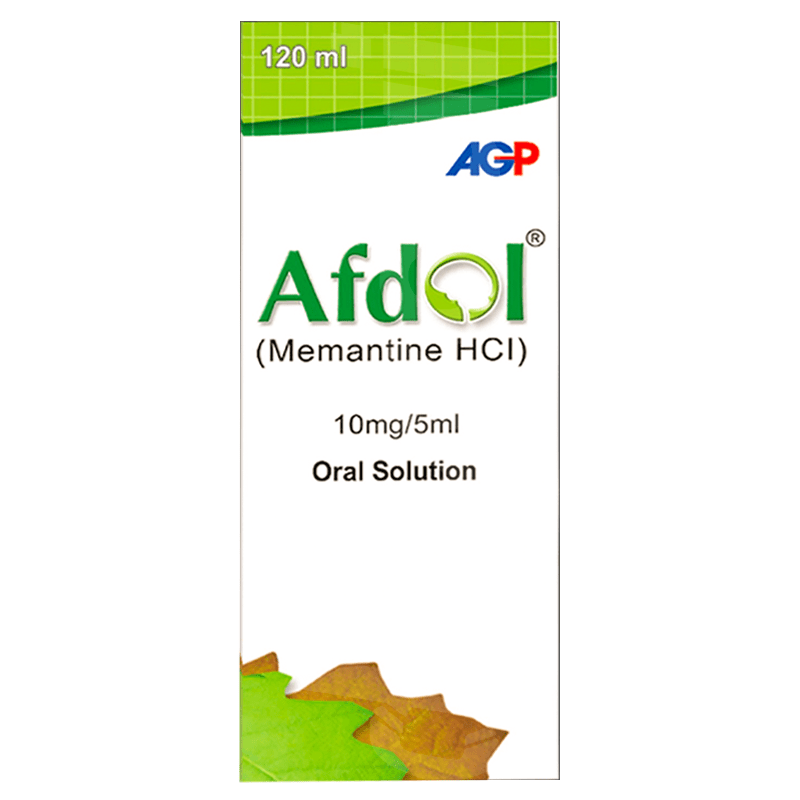 120 ml
AGP
Afdol®
(Memantine HCl)
10mg/5ml
Oral Solution